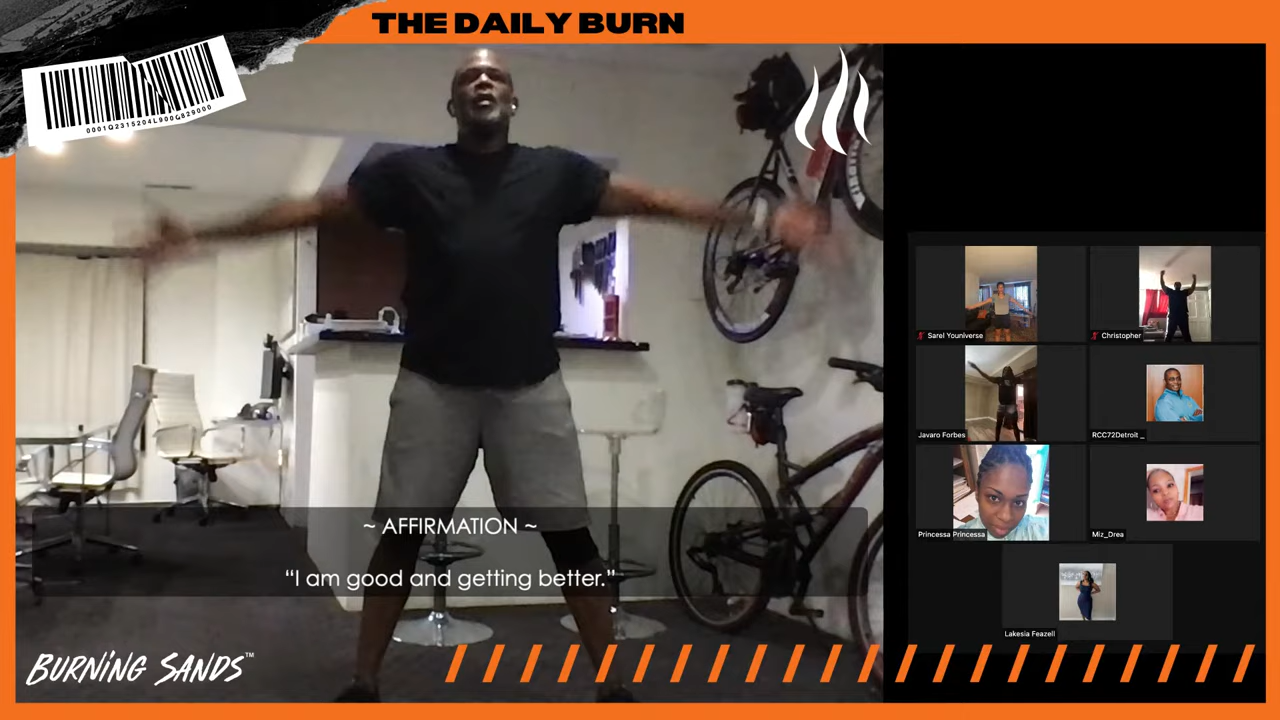 THE DAILY BURN
~ AFFIRMATION ~
“I am good and getting better.”
BURNING SANDS™
Sarel Youniverse
Christopher
Javaro Forbes
RCC72Detroit _
Princessa Princessa
Miz_Drea
Lakesia Feazell